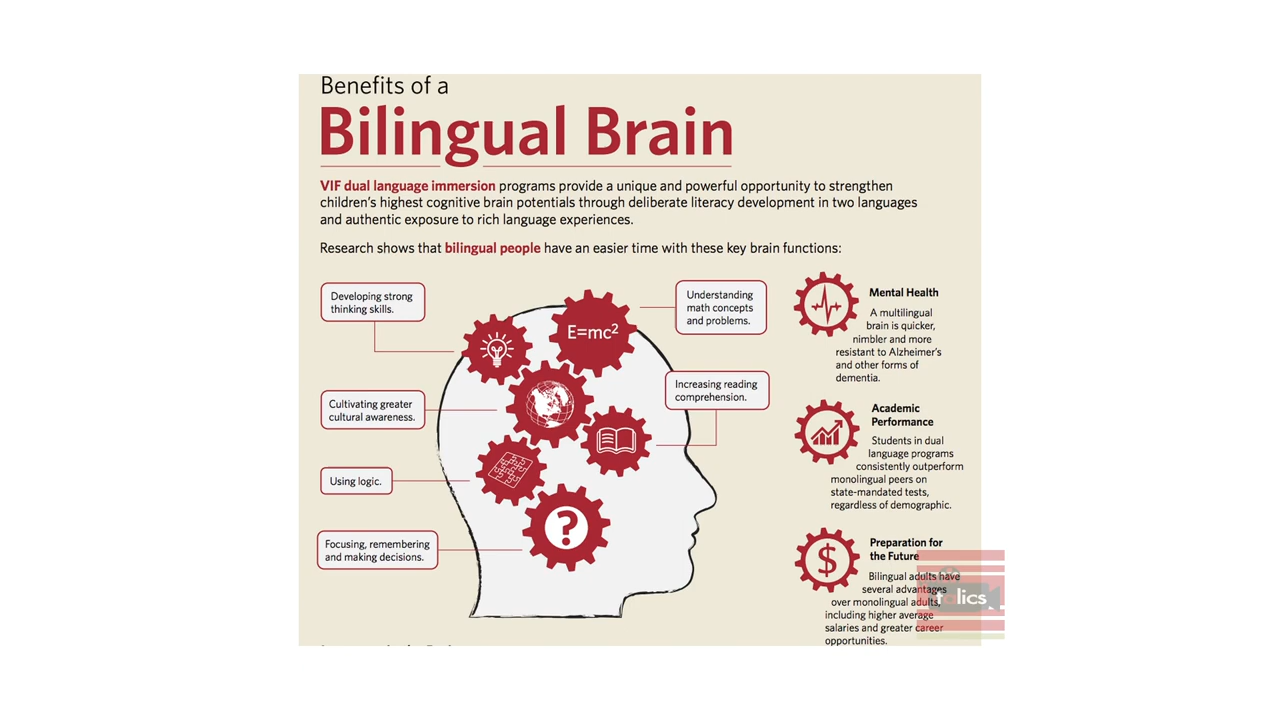 Benefits of a
Bilingual Brain
VIF dual language immersion programs provide a unique and powerful opportunity to strengthen
children's highest cognitive brain potentials through deliberate literacy development in two languages
and authentic exposure to rich language experiences.
Research shows that bilingual people have an easier time with these key brain functions:
Developing strong
thinking skills.
Cultivating greater
cultural awareness.
Using logic.
Focusing, remembering
and making decisions.
E=mc²
?
Understanding
math concepts
and problems.
Increasing reading
comprehension.
Mental Health
A multilingual
brain is quicker,
nimbler and more
resistant to Alzheimer's
and other forms of
dementia.
Academic
Performance
Students in dual
language programs
consistently outperform
monolingual peers on
state-mandated tests,
regardless of demographic.
$
Preparation for
the Future
Bilingual adults have
several advantages
over monolingual adults,
including higher average
salaries and greater career
opportunities.